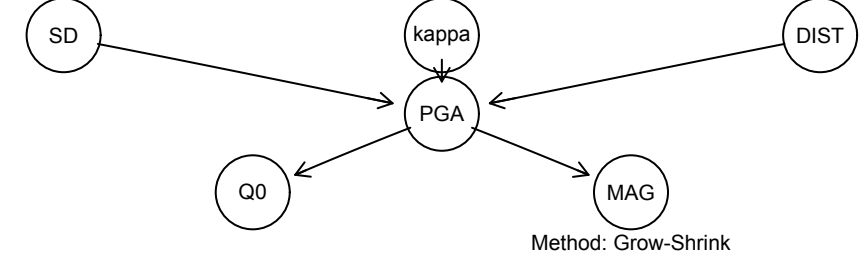 SD
kappa
DIST
PGA
Q0
MAG
Method: Grow-Shrink